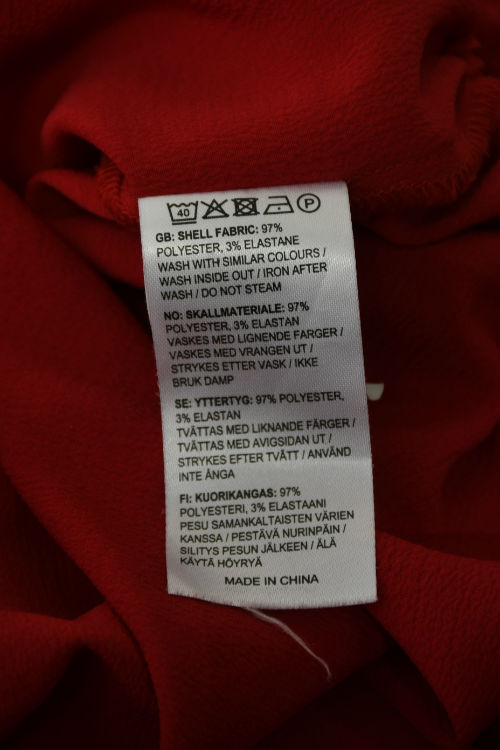 40 P
GB: SHELL FABRIC: 97%
POLYESTER, 3% ELASTANE
WASH WITH SIMILAR COLOURS /
WASH INSIDE OUT / IRON AFTER
WASH / DO NOT STEAM
NO: SKALLMATERIALE: 97%
POLYESTER, 3% ELASTAN
VASKES MED LIGNENDE FARGER /
VASKES MED VRANGEN UT /
STRYKES ETTER VASK / IKKE
BRUK DAMP
SE: YTTERTYG: 97% POLYESTER,
3% ELASTAN
TVÄTTAS MED LIKNANDE FÄRGER /
TVÄTTAS MED AVIGSIDAN UT /
STRYKES EFTER TVÄTT / ANVÄND
INTE ÅNGA
FI: KUORIKANGAS: 97%
POLYESTERI, 3% ELASTAANI
PESU SAMANKALTAISTEN VÄRIEN
KANSSA / PESTÄVÄ NURINPÄIN /
SILITYS PESUN JÄLKEEN / ÄLÄ
KÄYTÄ HÖYRYÄ
MADE IN CHINA